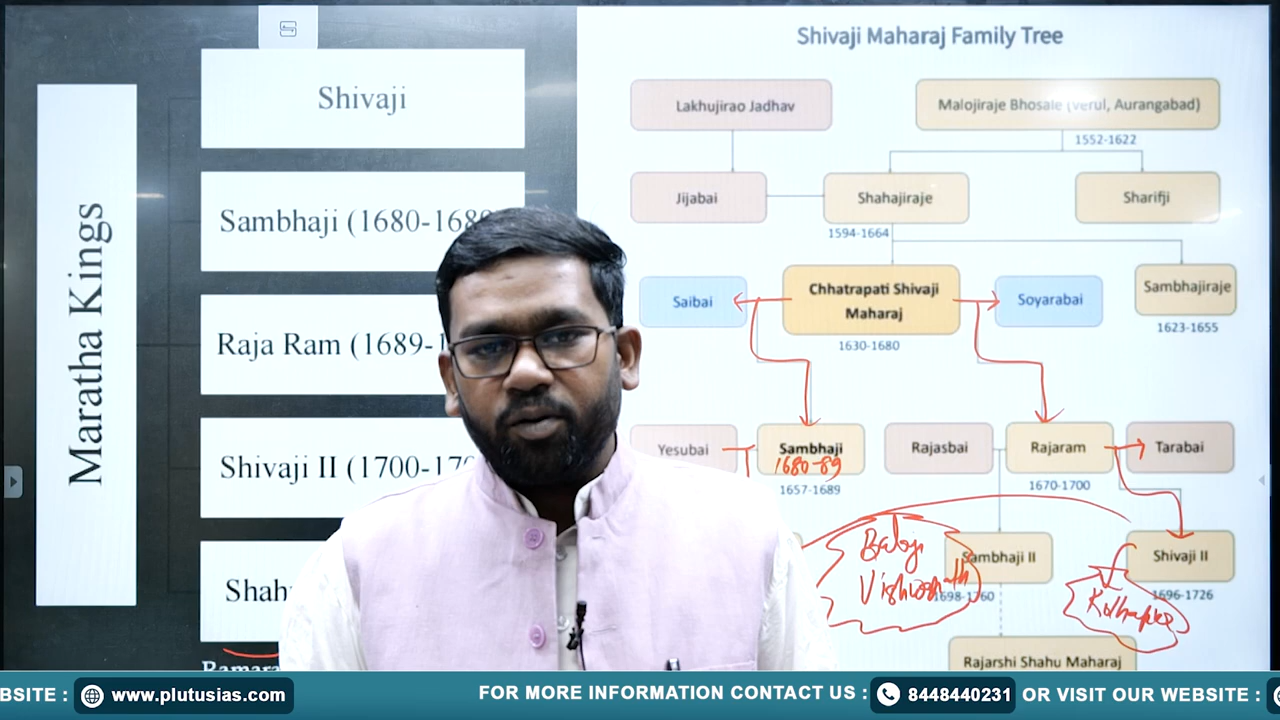 Maratha Kings
Shivaji
Sambhaji (1680-168
Raja Ram (1689-1
Shivaji II (1700-170
Shah
Shivaji Maharaj Family Tree
Lakhujirao Jadhav
Malojiraje Bhosale (Verul, Aurangabad)
1552-1622
Jijabai
Shahajiraje
Sharifji
1594-1664
Saibai
Chhatrapati Shivaji
Maharaj
Soyarabai
Sambhajiraje
1630-1680
1623-1655
Yesubai
Sambhaji
1680-89
Rajasbai
Rajaram
Tarabai
1657-1689
1670-1700
Balaji
Vishwanath
Sambhaji II
Shivaji II
1698-1760
Kolhapur
1696-1726
Rajarshi Shahu Maharaj
BSITE : www.plutusias.com FOR MORE INFORMATION CONTACT US : 8448440231 OR VISIT OUR WEBSITE :